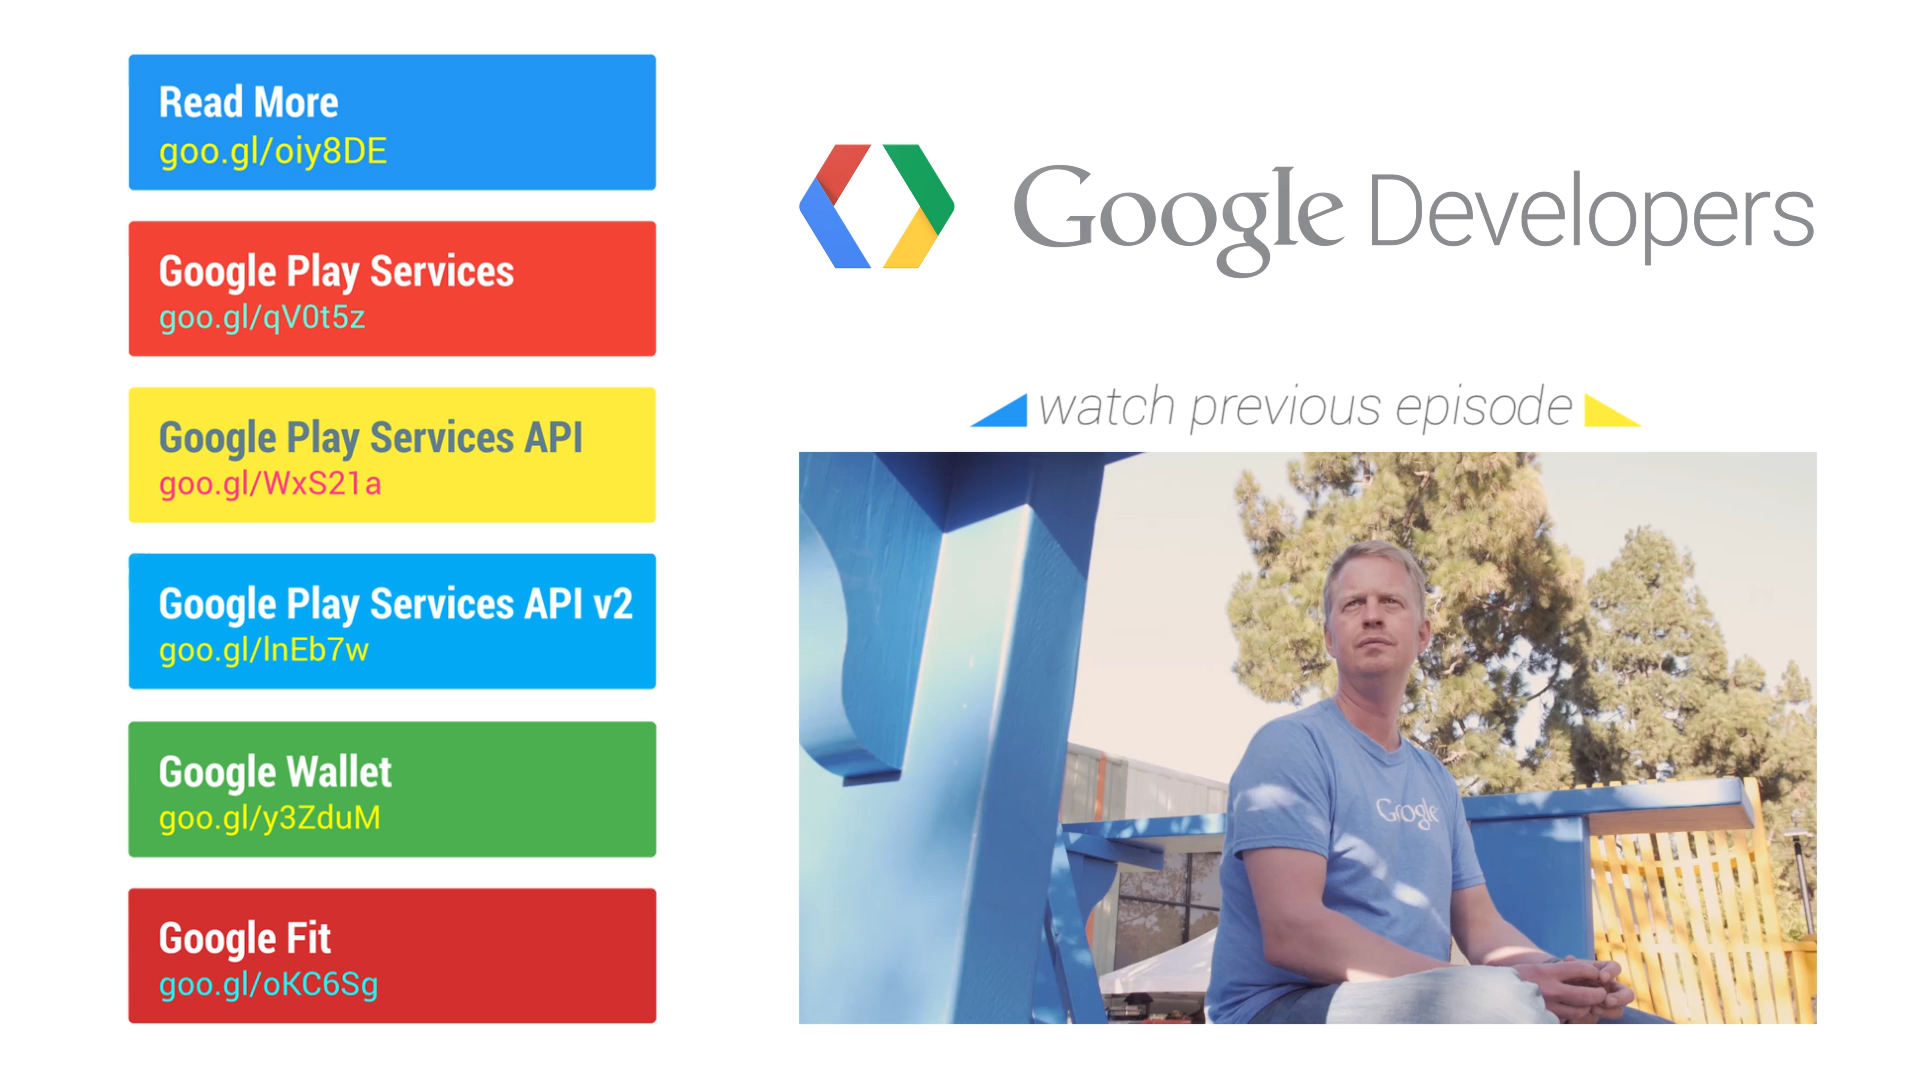 Read More
goo.gl/oiy8DE
Google Play Services
goo.gl/qV0t5z
Google Play Services API
goo.gl/WxS21a
Google Play Services API v2
goo.gl/lnEb7w
Google Wallet
goo.gl/y3ZduM
Google Fit
goo.gl/oKC6Sg
Google Developers
watch previous episode
Google